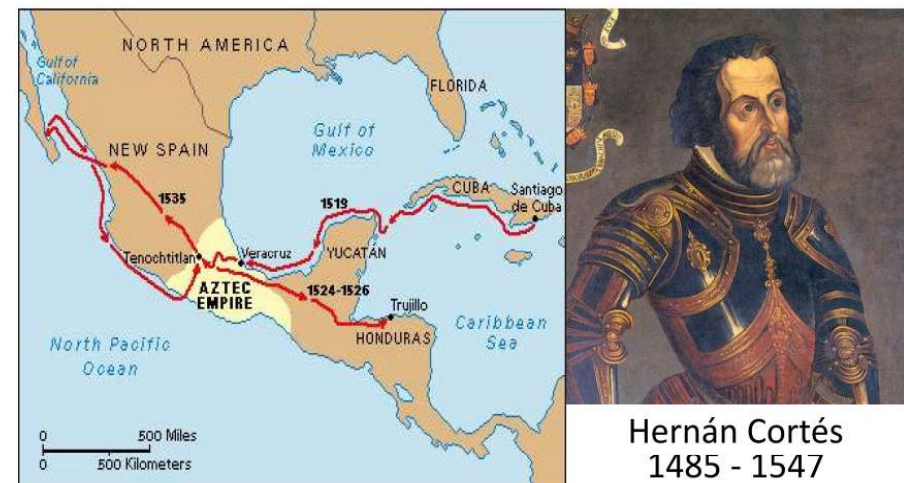 NORTH AMERICA
Gulf of
California
FLORIDA
Gulf of
Mexico
NEW SPAIN
1535
1519
CUBA
Santiago
de Cuba
Tenochtitlan
Veracruz
YUCATÁN
AZTEC
EMPIRE
1524-1526
Trujillo
HONDURAS
Caribbean
Sea
North Pacific
Ocean
0 500 Miles
0 500 Kilometers
Hernán Cortés
1485 - 1547